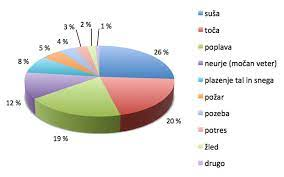 1 %
2 %
3 %
4 %
5 %
8 %
12 %
19 %
20 %
26 %
suša
toča
poplava
neurje (močan veter)
plazenje tal in snega
požar
pozeba
potres
žled
drugo